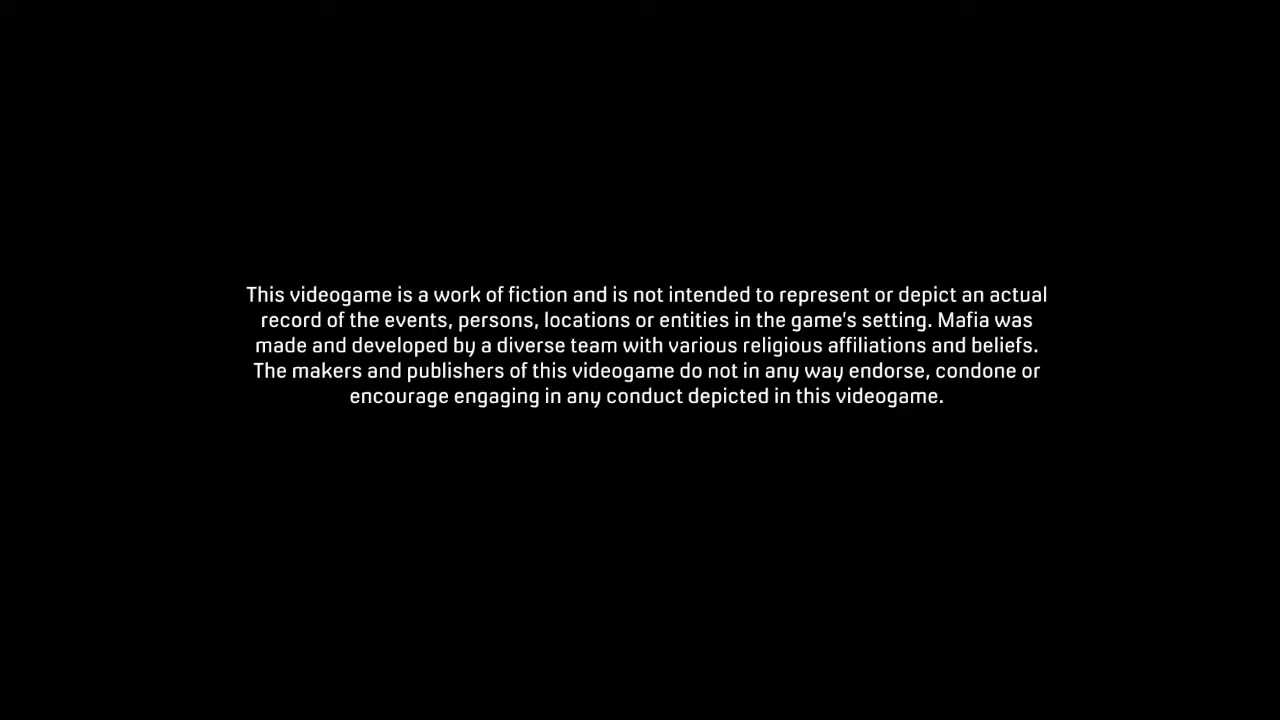 This videogame is a work of fiction and is not intended to represent or depict an actual
record of the events, persons, locations or entities in the game's setting. Mafia was
made and developed by a diverse team with various religious affiliations and beliefs.
The makers and publishers of this videogame do not in any way endorse, condone or
encourage engaging in any conduct depicted in this videogame.